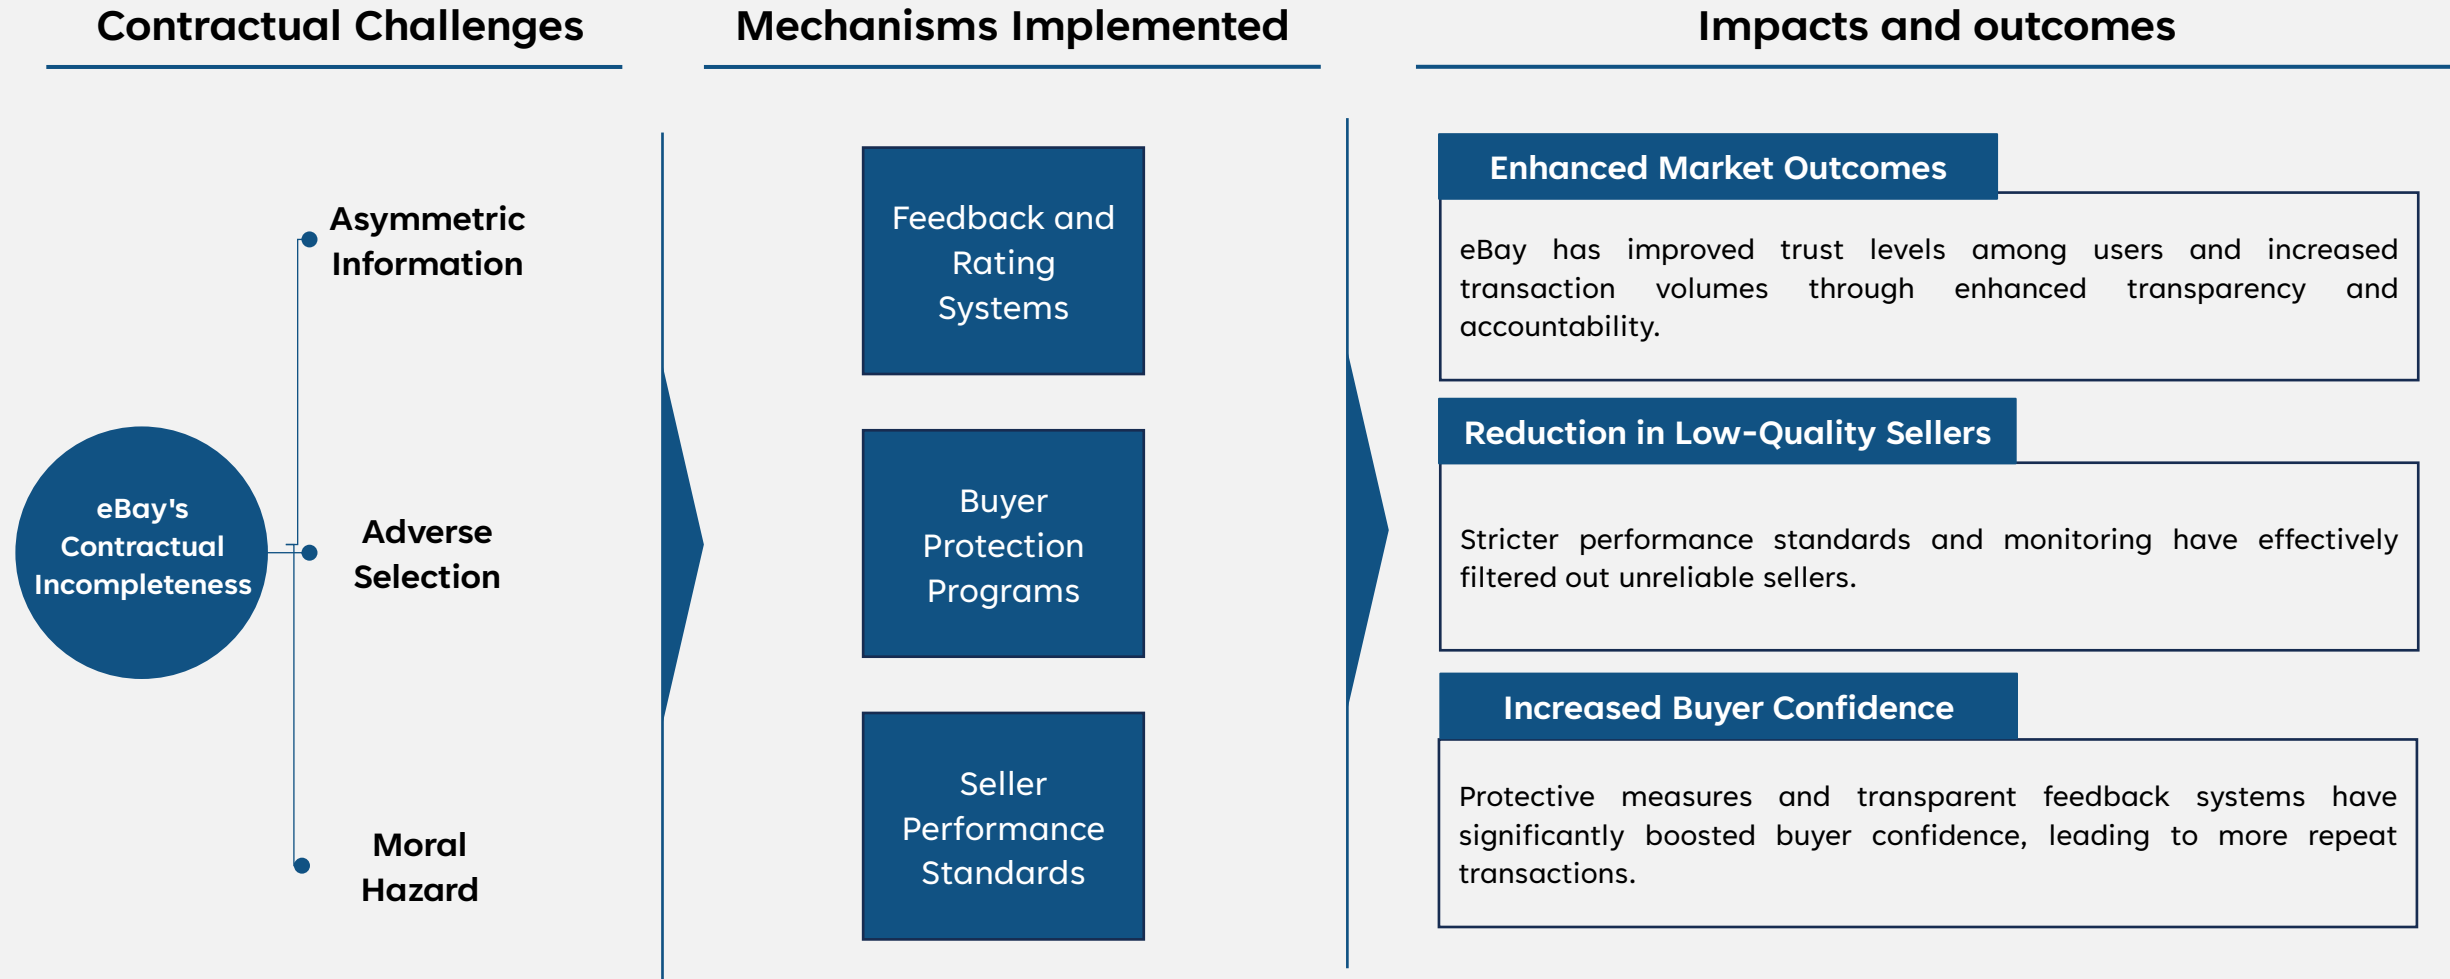 Contractual Challenges
Mechanisms Implemented
Impacts and outcomes
eBay's
Contractual
Incompleteness
Asymmetric
Information
Adverse
Selection
Moral
Hazard
Feedback and
Rating
Systems
Buyer
Protection
Programs
Seller
Performance
Standards
Enhanced Market Outcomes
eBay has improved trust levels among users and increased
transaction volumes through enhanced transparency and
accountability.
Reduction in Low-Quality Sellers
Stricter performance standards and monitoring have effectively
filtered out unreliable sellers.
Increased Buyer Confidence
Protective measures and transparent feedback systems have
significantly boosted buyer confidence, leading to more repeat
transactions.